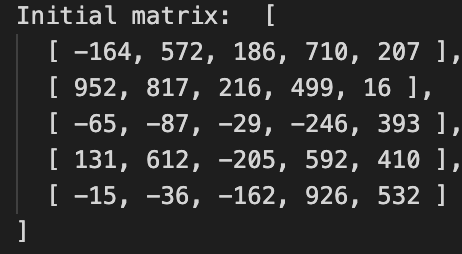 Initial matrix:  [
  [ -164, 572, 186, 710, 207 ],
  [ 952, 817, 216, 499, 16 ],
  [ -65, -87, -29, -246, 393 ],
  [ 131, 612, -205, 592, 410 ],
  [ -15, -36, -162, 926, 532 ]
]